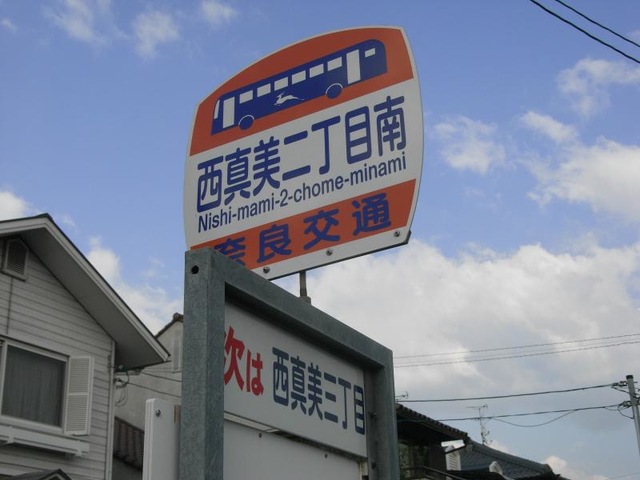 西真美二丁目南
Nishi-mami-2-chome-minami
奈良交通
次は 西真美三丁目